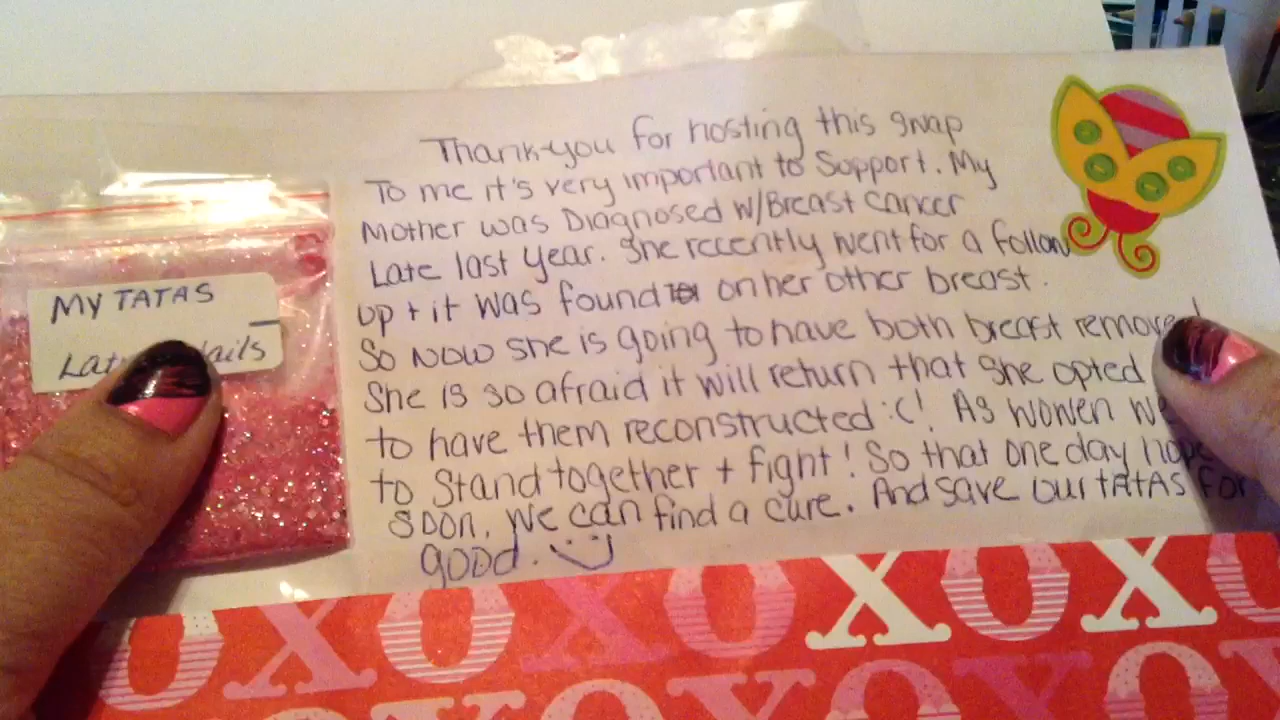 Thank-you for hosting this swap
To me it's very important to Support. My
Mother was Diagnosed w/Breast cancer
Late last year. She recently went for a follow
up + it was found on her other breast.
So now she is going to have both breast removed
She is so afraid it will return that she opted
to have them reconstructed :C! As women
to Stand together + fight! So that one day hope
soon, we can find a cure. And save our tatas for
good.
MY TATAS
OXOXOXOXO
XOXOXOX